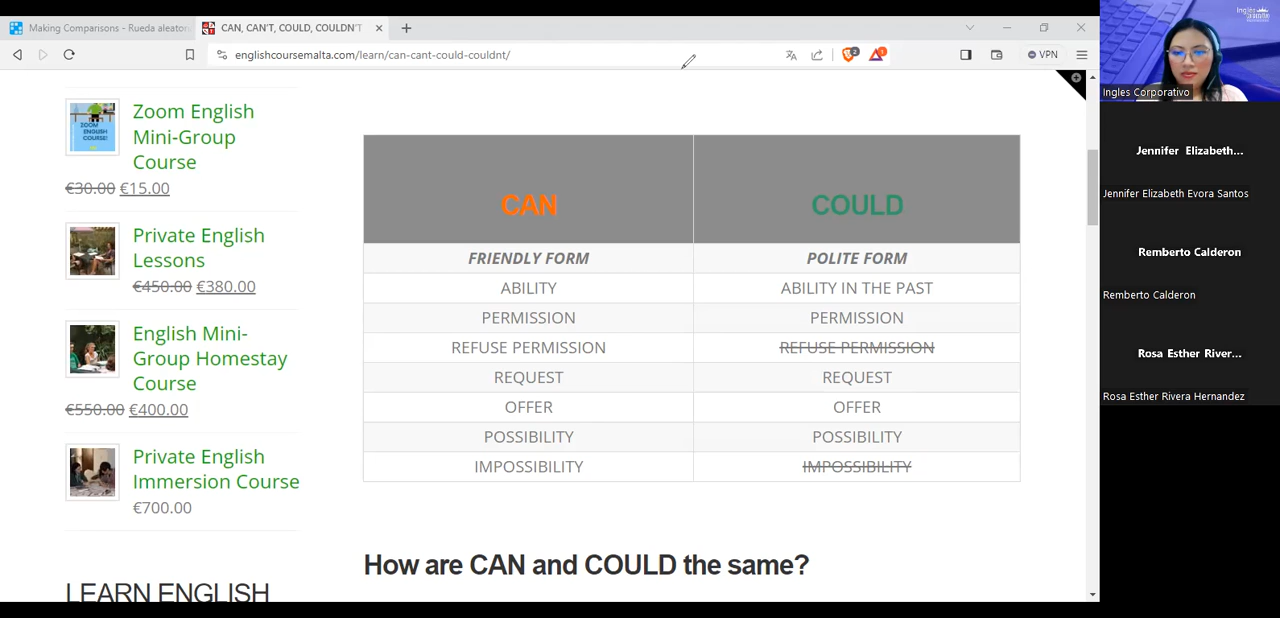 Making Comparisons - Rueda aleato
CAN, CAN'T, COULD, COULDN'T
englishcoursemalta.com/learn/can-cant-could-couldnt/
2
1
VPN
Zoom English
Mini-Group
Course
€30.00 €15.00
Private English
Lessons
€450.00 €380.00
English Mini-
Group Homestay
Course
€550.00 €400.00
Private English
Immersion Course
€700.00
LEARN ENGLISH
CAN COULD
FRIENDLY FORM POLITE FORM
ABILITY ABILITY IN THE PAST
PERMISSION PERMISSION
REFUSE PERMISSION REFUSE PERMISSION
REQUEST REQUEST
OFFER OFFER
POSSIBILITY POSSIBILITY
IMPOSSIBILITY IMPOSSIBILITY
How are CAN and COULD the same?
Ingles
Ingles Corporativo
Jennifer Elizabeth...
Jennifer Elizabeth Evora Santos
Remberto Calderon
Remberto Calderon
Rosa Esther River...
Rosa Esther Rivera Hernandez